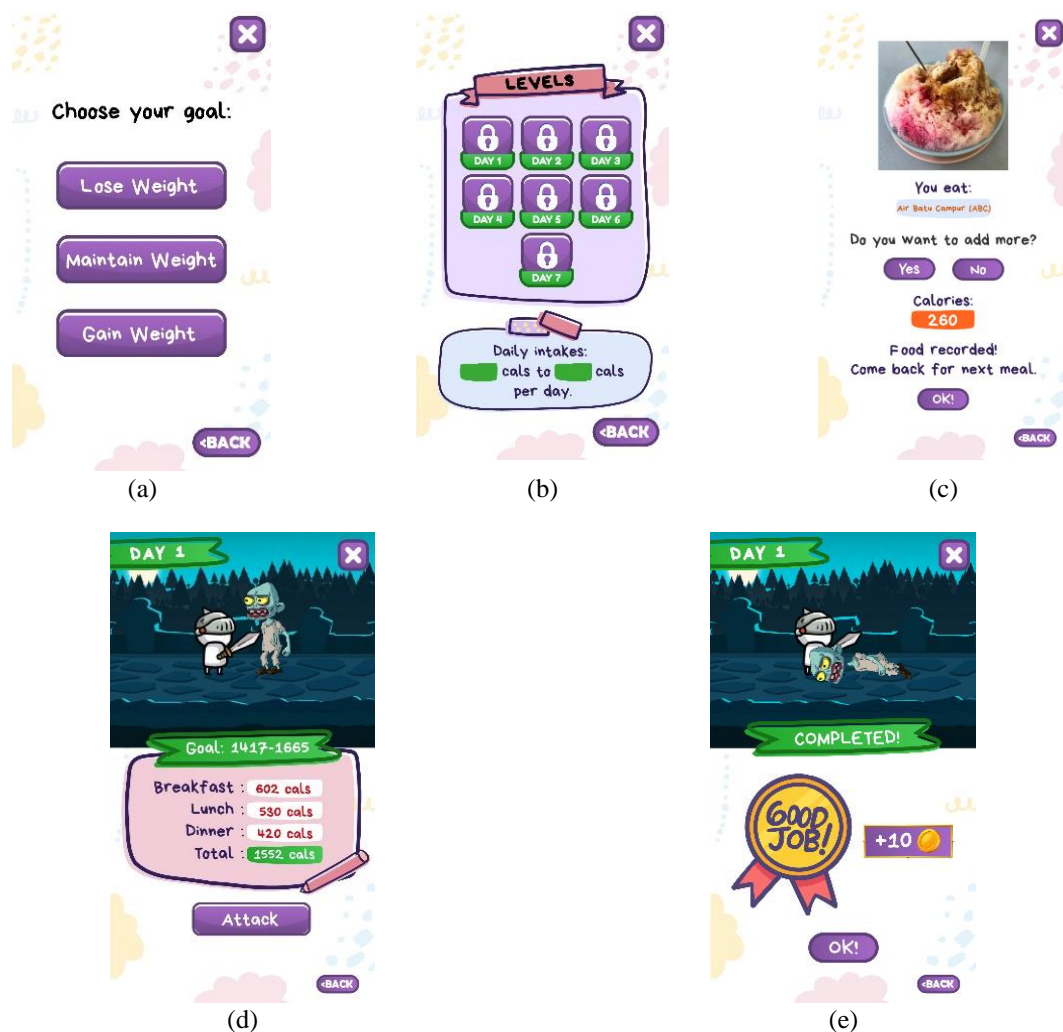 X
Choose your goal:
Lose Weight
Maintain Weight
Gain Weight
<BACK
(a)
X
LEVELS
DAY 1 DAY 2 DAY 3
DAY 4 DAY 5 DAY 6
DAY 7
Daily intakes:
cals to cals
per day.
<BACK
(b)
X
You eat:
Air Batu Campur (ABC)
Do you want to add more?
Yes No
Calories:
260
Food recorded!
Come back for next meal.
OK!
<BACK
(c)
DAY 1 X
Goal: 1417-1665
Breakfast : 602 cals
Lunch : 530 cals
Dinner : 420 cals
Total : 1552 cals
Attack
<BACK
(d)
DAY 1 X
COMPLETED!
GOOD
JOB!
+10
OK!
<BACK
(e)